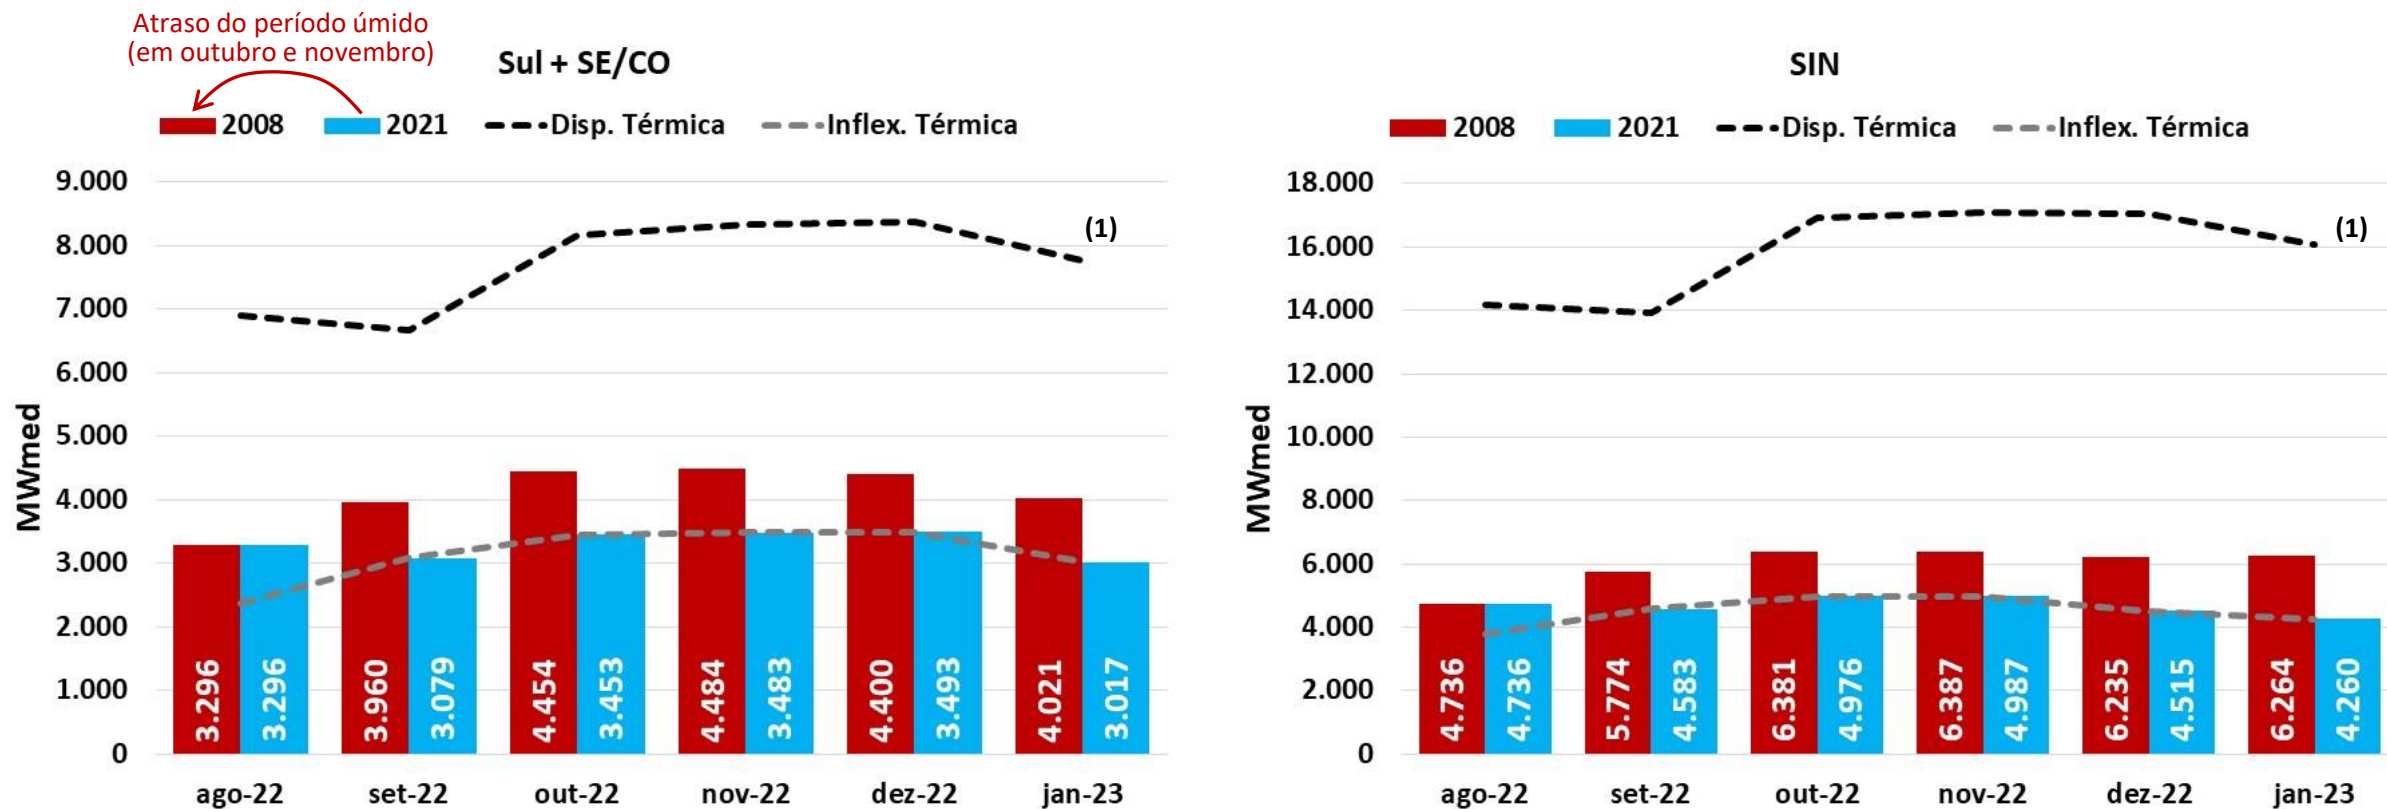 Atraso do período úmido
(em outubro e novembro)
Sul + SE/CO
2008 2021 Disp. Térmica Inflex. Térmica
9.000
8.000
7.000
6.000
5.000
4.000
3.000
2.000
1.000
0
MWmed
(1)
3.296 3.296 3.960 3.079 4.454 3.453 4.484 3.483 4.400 3.493 4.021 3.017
ago-22 set-22 out-22 nov-22 dez-22 jan-23
SIN
2008 2021 Disp. Térmica Inflex. Térmica
18.000
16.000
14.000
12.000
10.000
8.000
6.000
4.000
2.000
0
MWmed
(1)
4.736 4.736 5.774 4.583 6.381 4.976 6.387 4.987 6.235 4.515 6.264 4.260
ago-22 set-22 out-22 nov-22 dez-22 jan-23